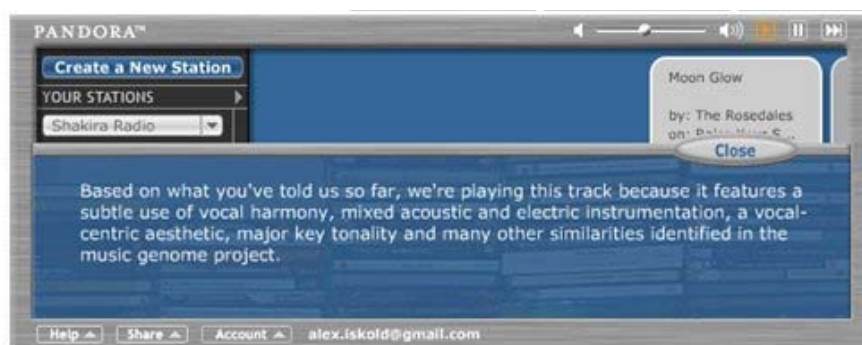 PANDORA™
Create a New Station
YOUR STATIONS
Shakira Radio
Moon Glow
by: The Rosedales
on:
Close
Based on what you've told us so far, we're playing this track because it features a
subtle use of vocal harmony, mixed acoustic and electric instrumentation, a vocal-
centric aesthetic, major key tonality and many other similarities identified in the
music genome project.
Help Share Account alex.iskold@gmail.com